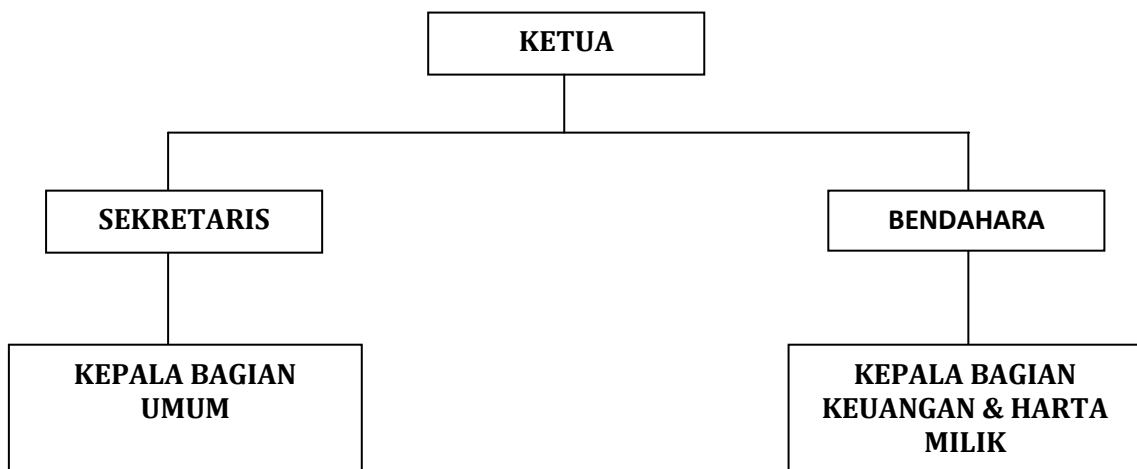 KETUA
SEKRETARIS
BENDAHARA
KEPALA BAGIAN
UMUM
KEPALA BAGIAN
KEUANGAN & HARTA
MILIK